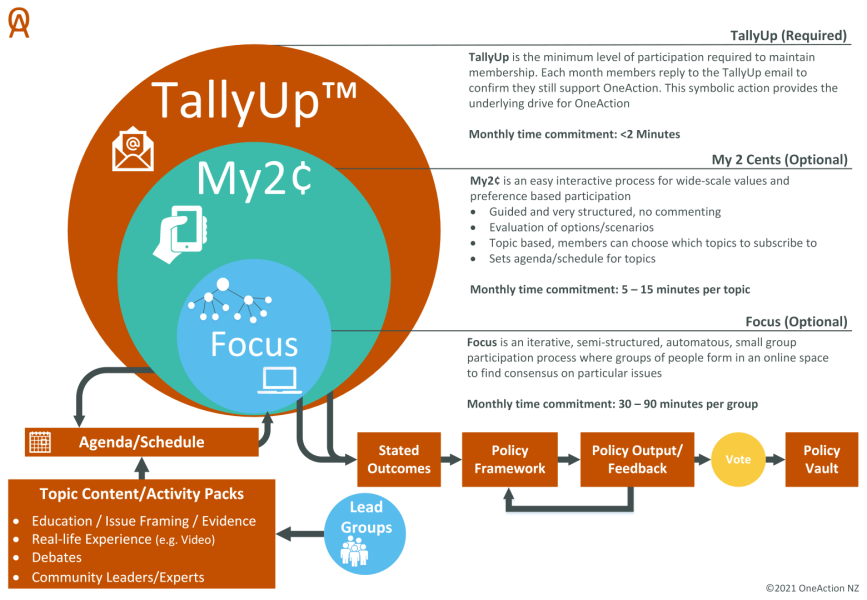 TallyUp (Required)
TallyUp is the minimum level of participation required to maintain
membership. Each month members reply to the TallyUp email to
confirm they still support OneAction. This symbolic action provides the
underlying drive for OneAction
Monthly time commitment: <2 Minutes
My 2 Cents (Optional)
My2¢ is an easy interactive process for wide-scale values and
preference based participation
• Guided and very structured, no commenting
• Evaluation of options/scenarios
• Topic based, members can choose which topics to subscribe to
• Sets agenda/schedule for topics
Monthly time commitment: 5 – 15 minutes per topic
Focus (Optional)
Focus is an iterative, semi-structured, automatous, small group
participation process where groups of people form in an online space
to find consensus on particular issues
Monthly time commitment: 30 – 90 minutes per group
TallyUp™
@
My2¢
Focus
Agenda/Schedule
Topic Content/Activity Packs
• Education / Issue Framing / Evidence
• Real-life Experience (e.g. Video)
• Debates
• Community Leaders/Experts
Lead
Groups
Stated
Outcomes
Policy
Framework
Policy Output/
Feedback
Vote
Policy
Vault
©2021 OneAction NZ